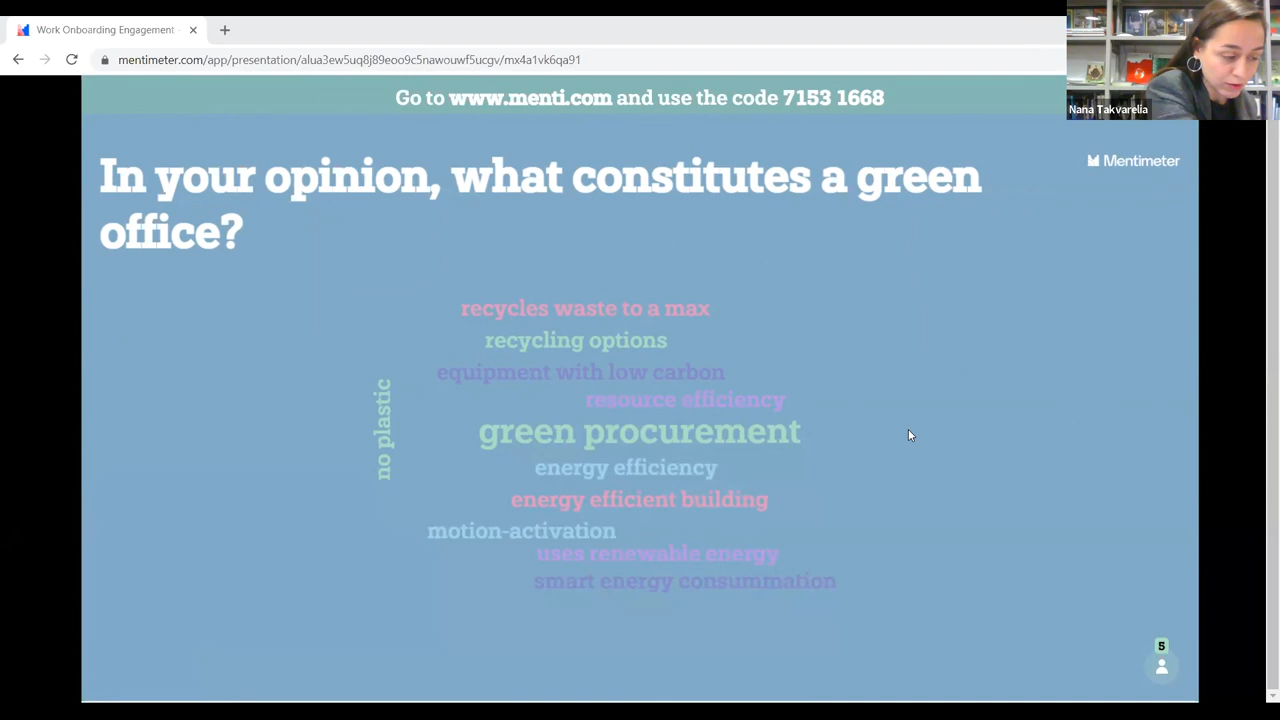 Work Onboarding Engagement -
mentimeter.com/app/presentation/alua3ew5uq8j89eoo9c5nawouwf5ucgv/mx4a1vk6qa91
Nana Takvarelia
Go to www.menti.com and use the code 7153 1668
Mentimeter
In your opinion, what constitutes a green
office?
recycles waste to a max
recycling options
equipment with low carbon
resource efficiency
no plastic
green procurement
energy efficiency
energy efficient building
motion-activation
uses renewable energy
smart energy consummation
5